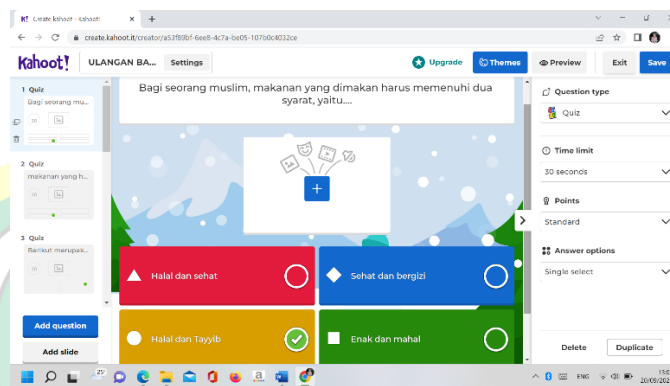 K! Create kahoot - Kahoot!
create.kahoot.it/creator/a53f89bf-6ee8-4c7a-be05-107b0c4032ce
Kahoot!
ULANGAN BA...
Settings
Upgrade
Themes
Preview
Exit
Save
1 Quiz
Bagi seorang mu...
30
2 Quiz
makanan yang h...
3 Quiz
Berikut merupak...
Add question
Add slide
Bagi seorang muslim, makanan yang dimakan harus memenuhi dua
syarat, yaitu....
Halal dan sehat
Sehat dan bergizi
Halal dan Tayyib
Enak dan mahal
Question type
Quiz
Time limit
30 seconds
Points
Standard
Answer options
Single select
Delete
Duplicate
ENG